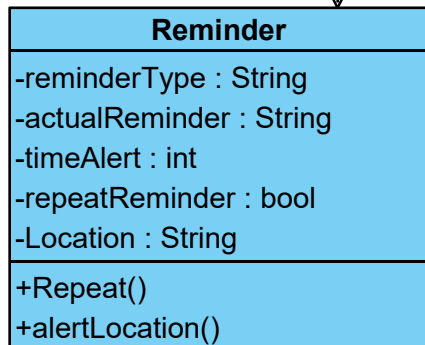 Reminder
-reminderType : String
-actualReminder : String
-timeAlert : int
-repeatReminder : bool
-Location : String
+Repeat()
+alertLocation()